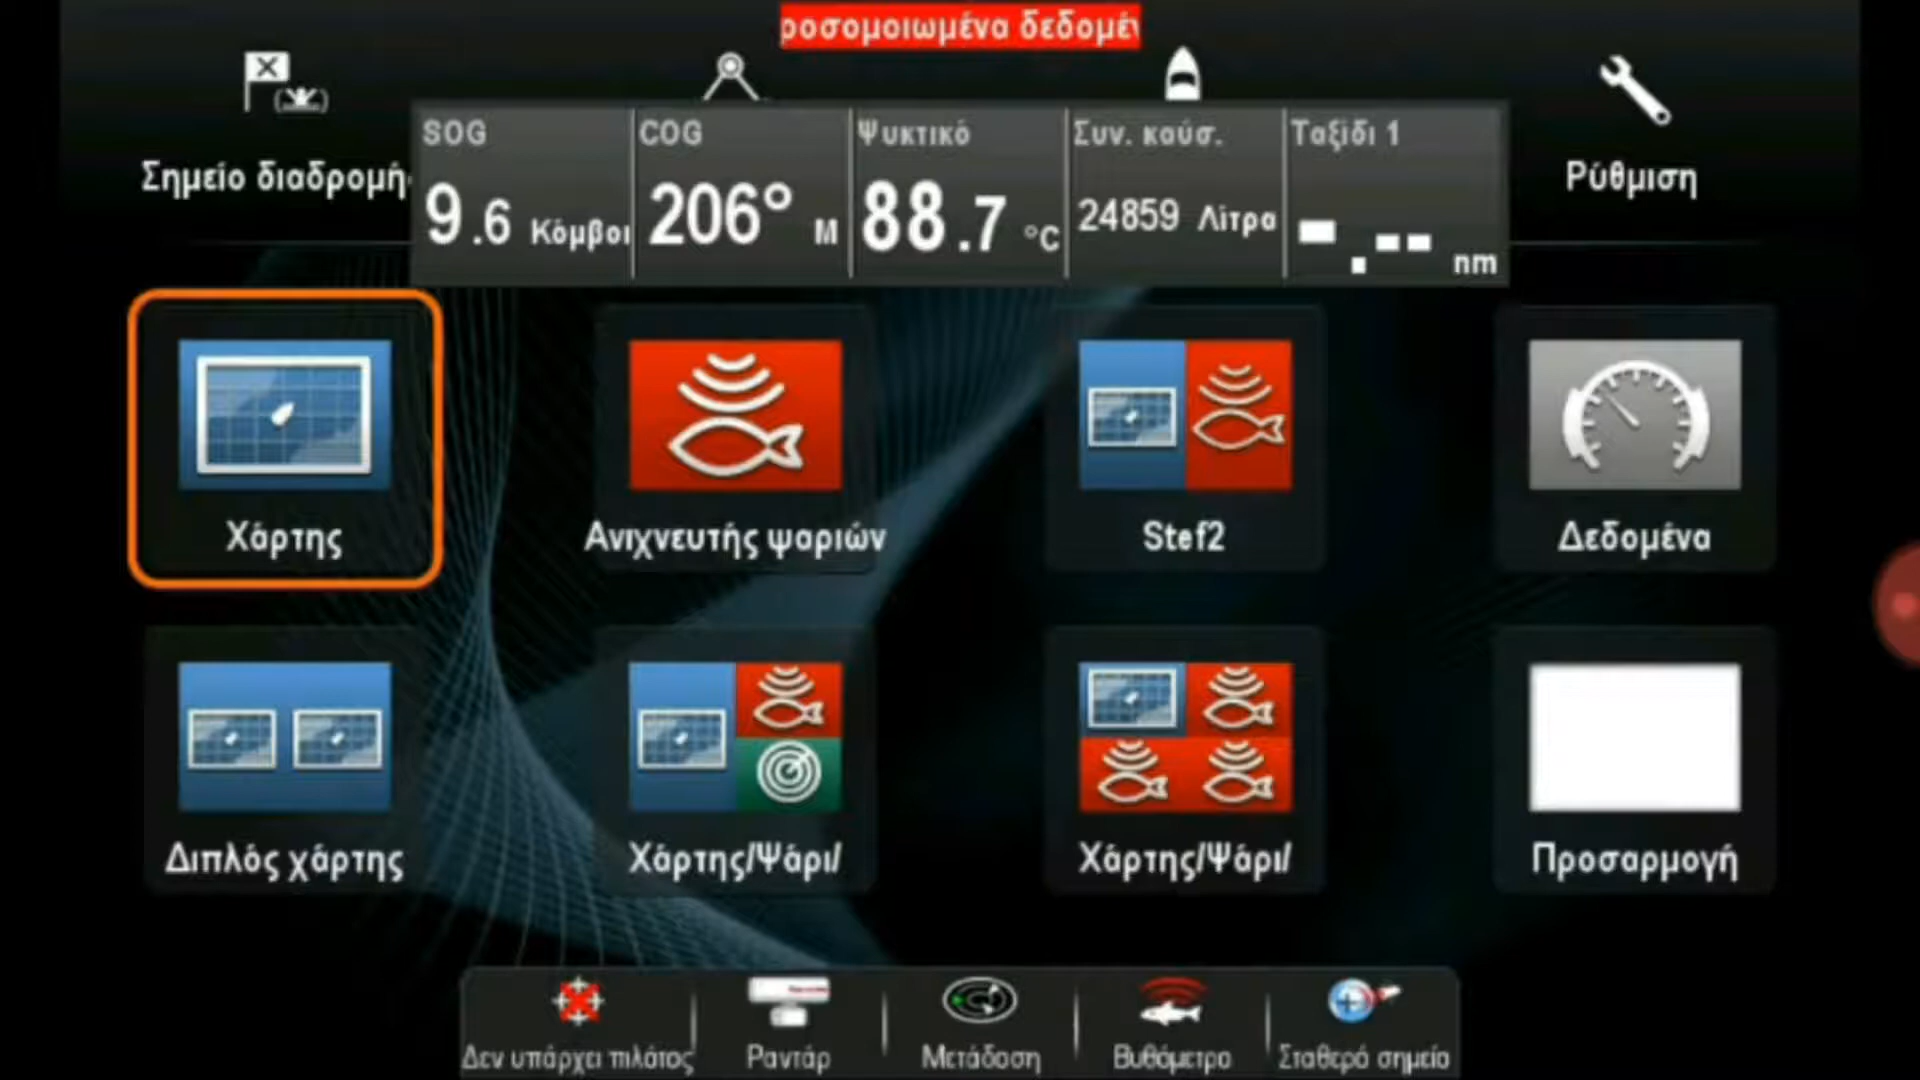 ροσομοιωμένα δεδομέν
SOG
COG
Ψυκτικό
Συν. καύσ.
Ταξίδι 1
Σημείο διαδρομή
Ρύθμιση
9.6 Κόμβοι
206° M
88.7 °C
24859 Λίτρα
-.-- nm
Χάρτης
Ανιχνευτής ψαριών
Stef2
Δεδομένα
Διπλός χάρτης
Χάρτης/Ψάρι/
Χάρτης/Ψάρι/
Προσαρμογή
Δεν υπάρχει πιλότος
Ραντάρ
Μετάδοση
Βυθόμετρο
Σταθερό σημείο